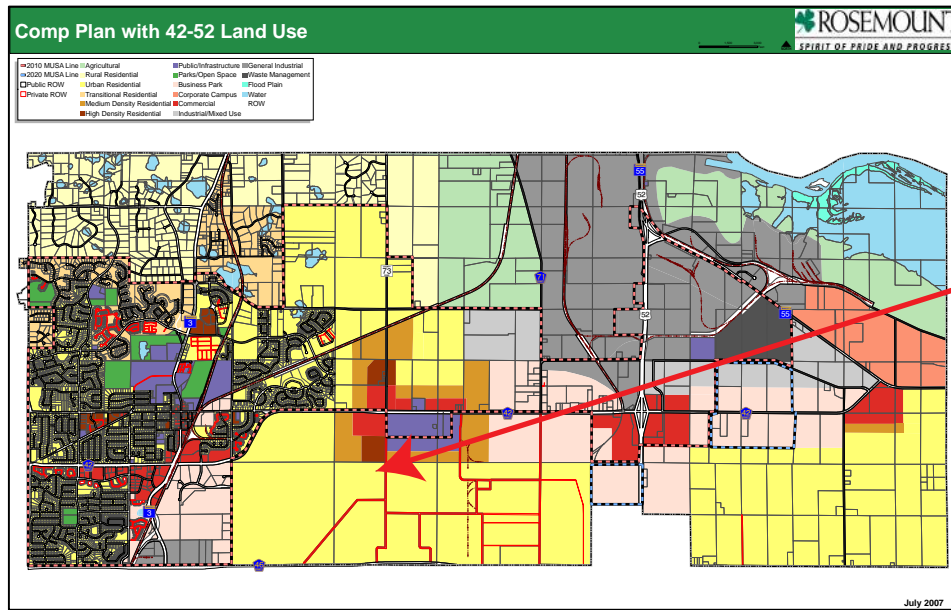 Comp Plan with 42-52 Land Use
ROSEMOUNT
SPIRIT OF PRIDE AND PROGRES
2010 MUSA Line
2020 MUSA Line
Public ROW
Private ROW
Agricultural
Rural Residential
Urban Residential
Transitional Residential
Medium Density Residential
High Density Residential
Public/Infrastructure
Parks/Open Space
Business Park
Corporate Campus
Commercial
Industrial/Mixed Use
General Industrial
Waste Management
Flood Plain
Water
ROW
55
52
73
71
3
52
55
42
42
42
3
46
July 2007